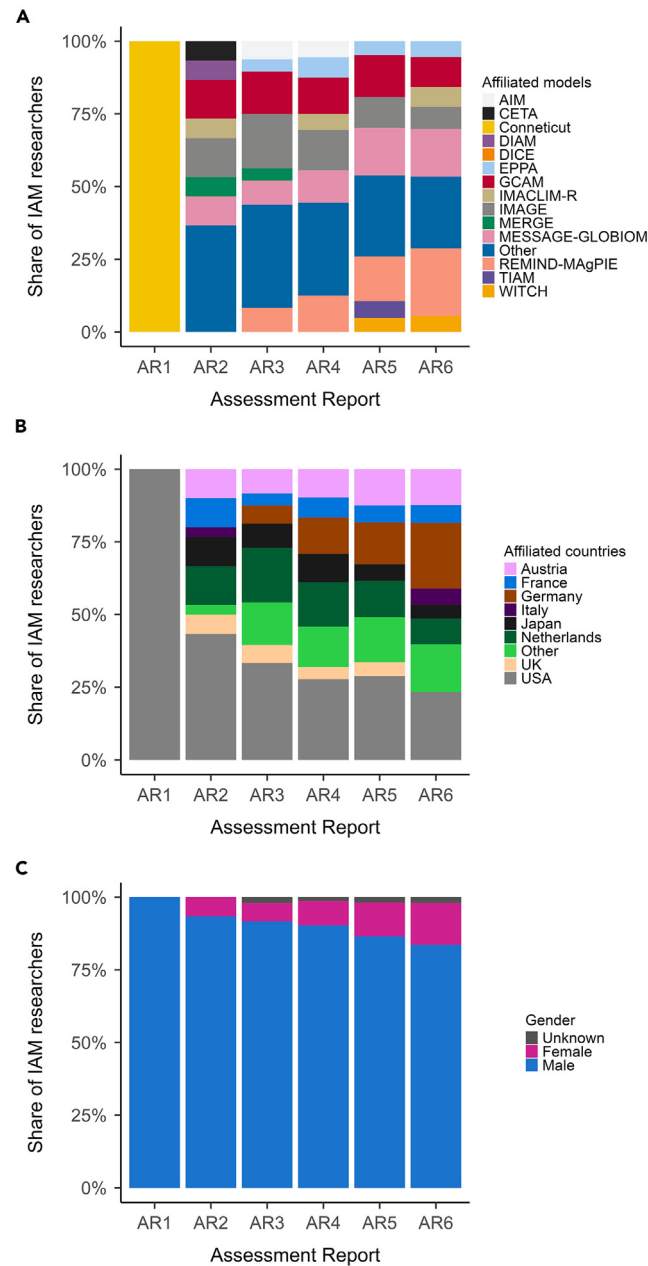 A
100%
75%
50%
25%
0%
Share of IAM researchers
AR1 AR2 AR3 AR4 AR5 AR6
Assessment Report
Affiliated models
AIM
CETA
Conneticut
DIAM
DICE
EPPA
GCAM
IMACLIM-R
IMAGE
MERGE
MESSAGE-GLOBIOM
Other
REMIND-MAgPIE
TIAM
WITCH
B
100%
75%
50%
25%
0%
Share of IAM researchers
AR1 AR2 AR3 AR4 AR5 AR6
Assessment Report
Affiliated countries
Austria
France
Germany
Italy
Japan
Netherlands
Other
UK
USA
C
100%
75%
50%
25%
0%
Share of IAM researchers
AR1 AR2 AR3 AR4 AR5 AR6
Assessment Report
Gender
Unknown
Female
Male